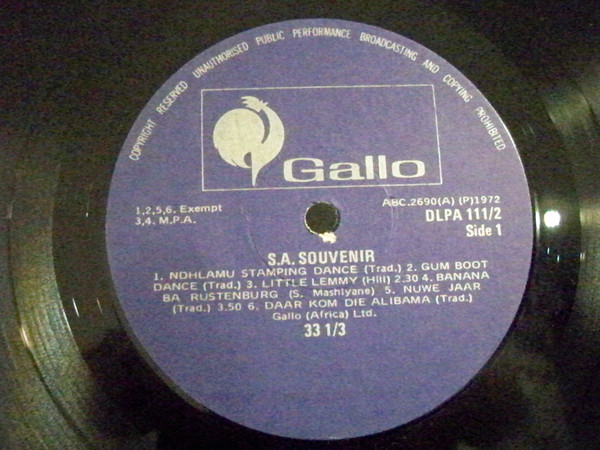 COPYRIGHT RESERVED UNAUTHORISED PUBLIC PERFORMANCE BROADCASTING AND COPYING PROHIBITED
Gallo
1,2,5,6. Exempt
3,4. M.P.A.
ABC.2690(A) (P)1972
DLPA 111/2
Side 1
S.A. SOUVENIR
1. NDHLAMU STAMPING DANCE (Trad.) 2. GUM BOOT
DANCE (Trad.) 3. LITTLE LEMMY (Hill) 2.30 4. BANANA
BA RUSTENBURG (S. Mashiyane) 5. NUWE JAAR
(Trad.) 3.50 6. DAAR KOM DIE ALIBAMA (Trad.)
Gallo (Africa) Ltd.
33 1/3